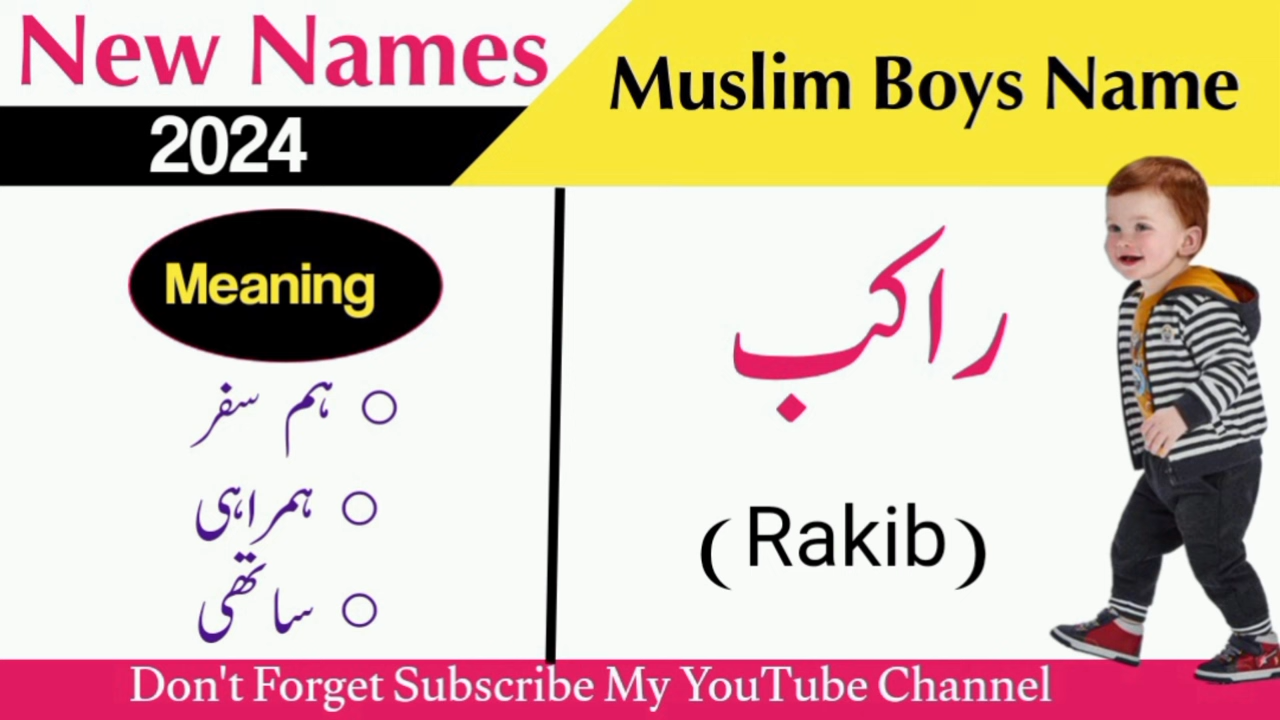 New Names
2024
Muslim Boys Name
Meaning
ہم سفر
ہمراہی
ساتھی
راکب
(Rakib)
Don't Forget Subscribe My YouTube Channel